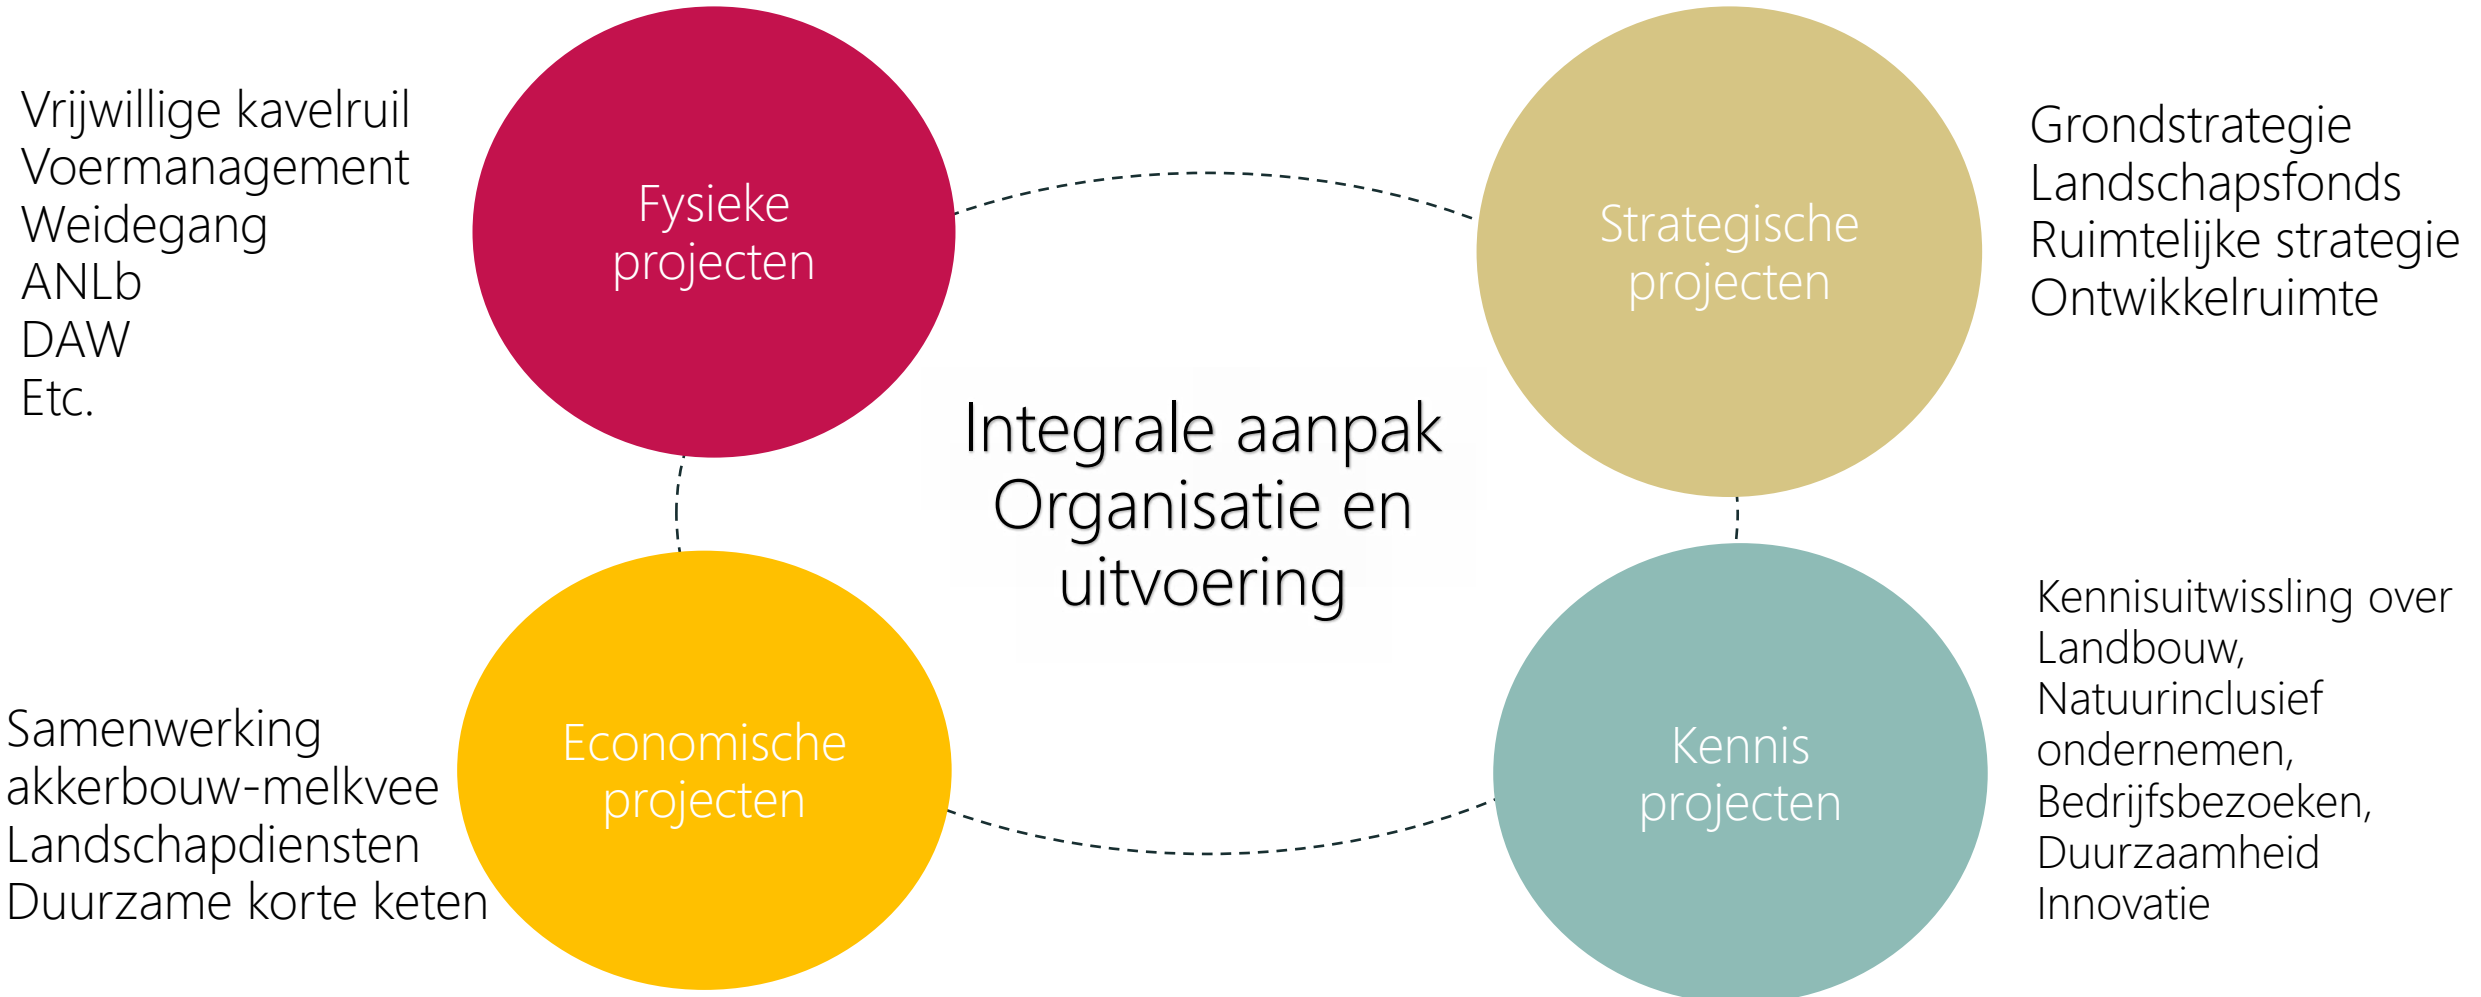 Vrijwillige kavelruil
Voermanagement
Weidegang
ANLb
DAW
Etc.
Fysieke
projecten
Strategische
projecten
Grondstrategie
Landschapsfonds
Ruimtelijke strategie
Ontwikkelruimte
Integrale aanpak
Organisatie en
uitvoering
Samenwerking
akkerbouw-melkvee
Landschapdiensten
Duurzame korte keten
Economische
projecten
Kennis
projecten
Kennisuitwissling over
Landbouw,
Natuurinclusief
ondernemen,
Bedrijfsbezoeken,
Duurzaamheid
Innovatie